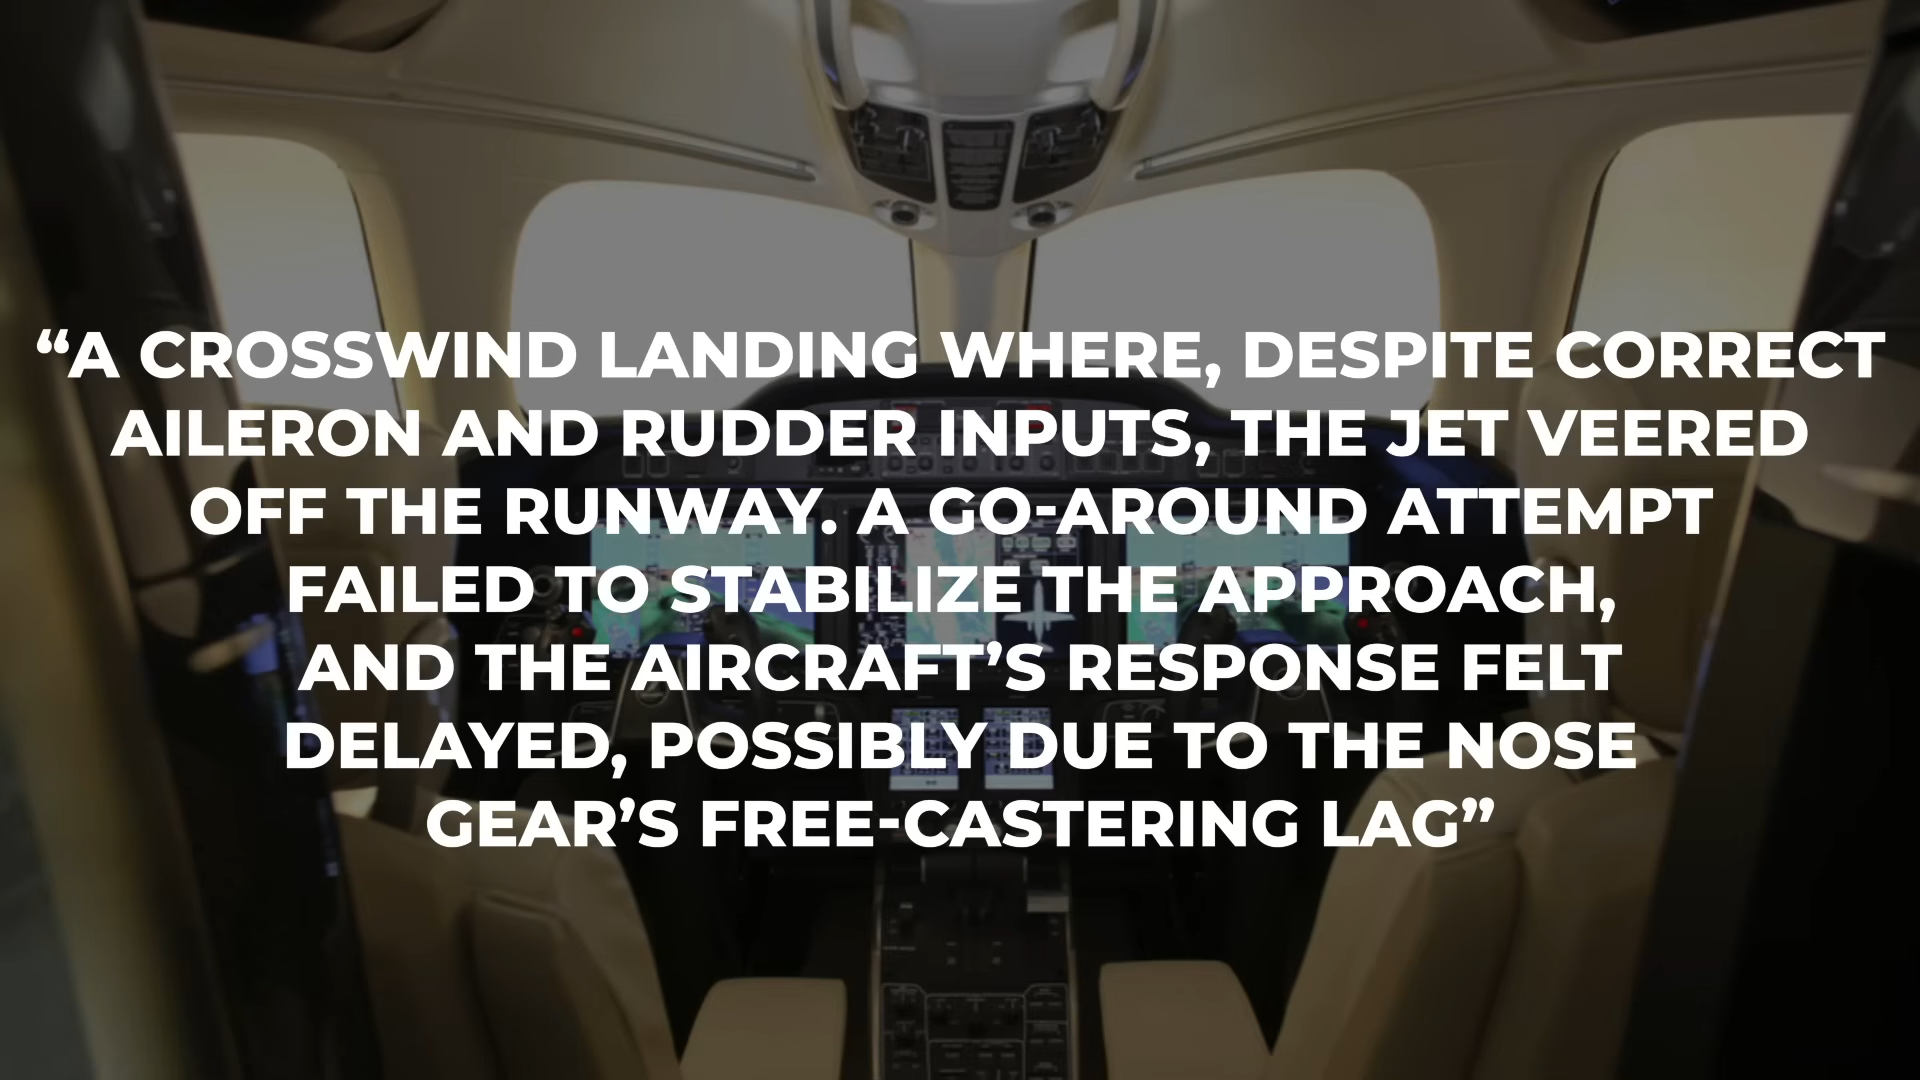 “A CROSSWIND LANDING WHERE, DESPITE CORRECT
AILERON AND RUDDER INPUTS, THE JET VEERED
OFF THE RUNWAY. A GO-AROUND ATTEMPT
FAILED TO STABILIZE THE APPROACH,
AND THE AIRCRAFT’S RESPONSE FELT
DELAYED, POSSIBLY DUE TO THE NOSE
GEAR’S FREE-CASTERING LAG”